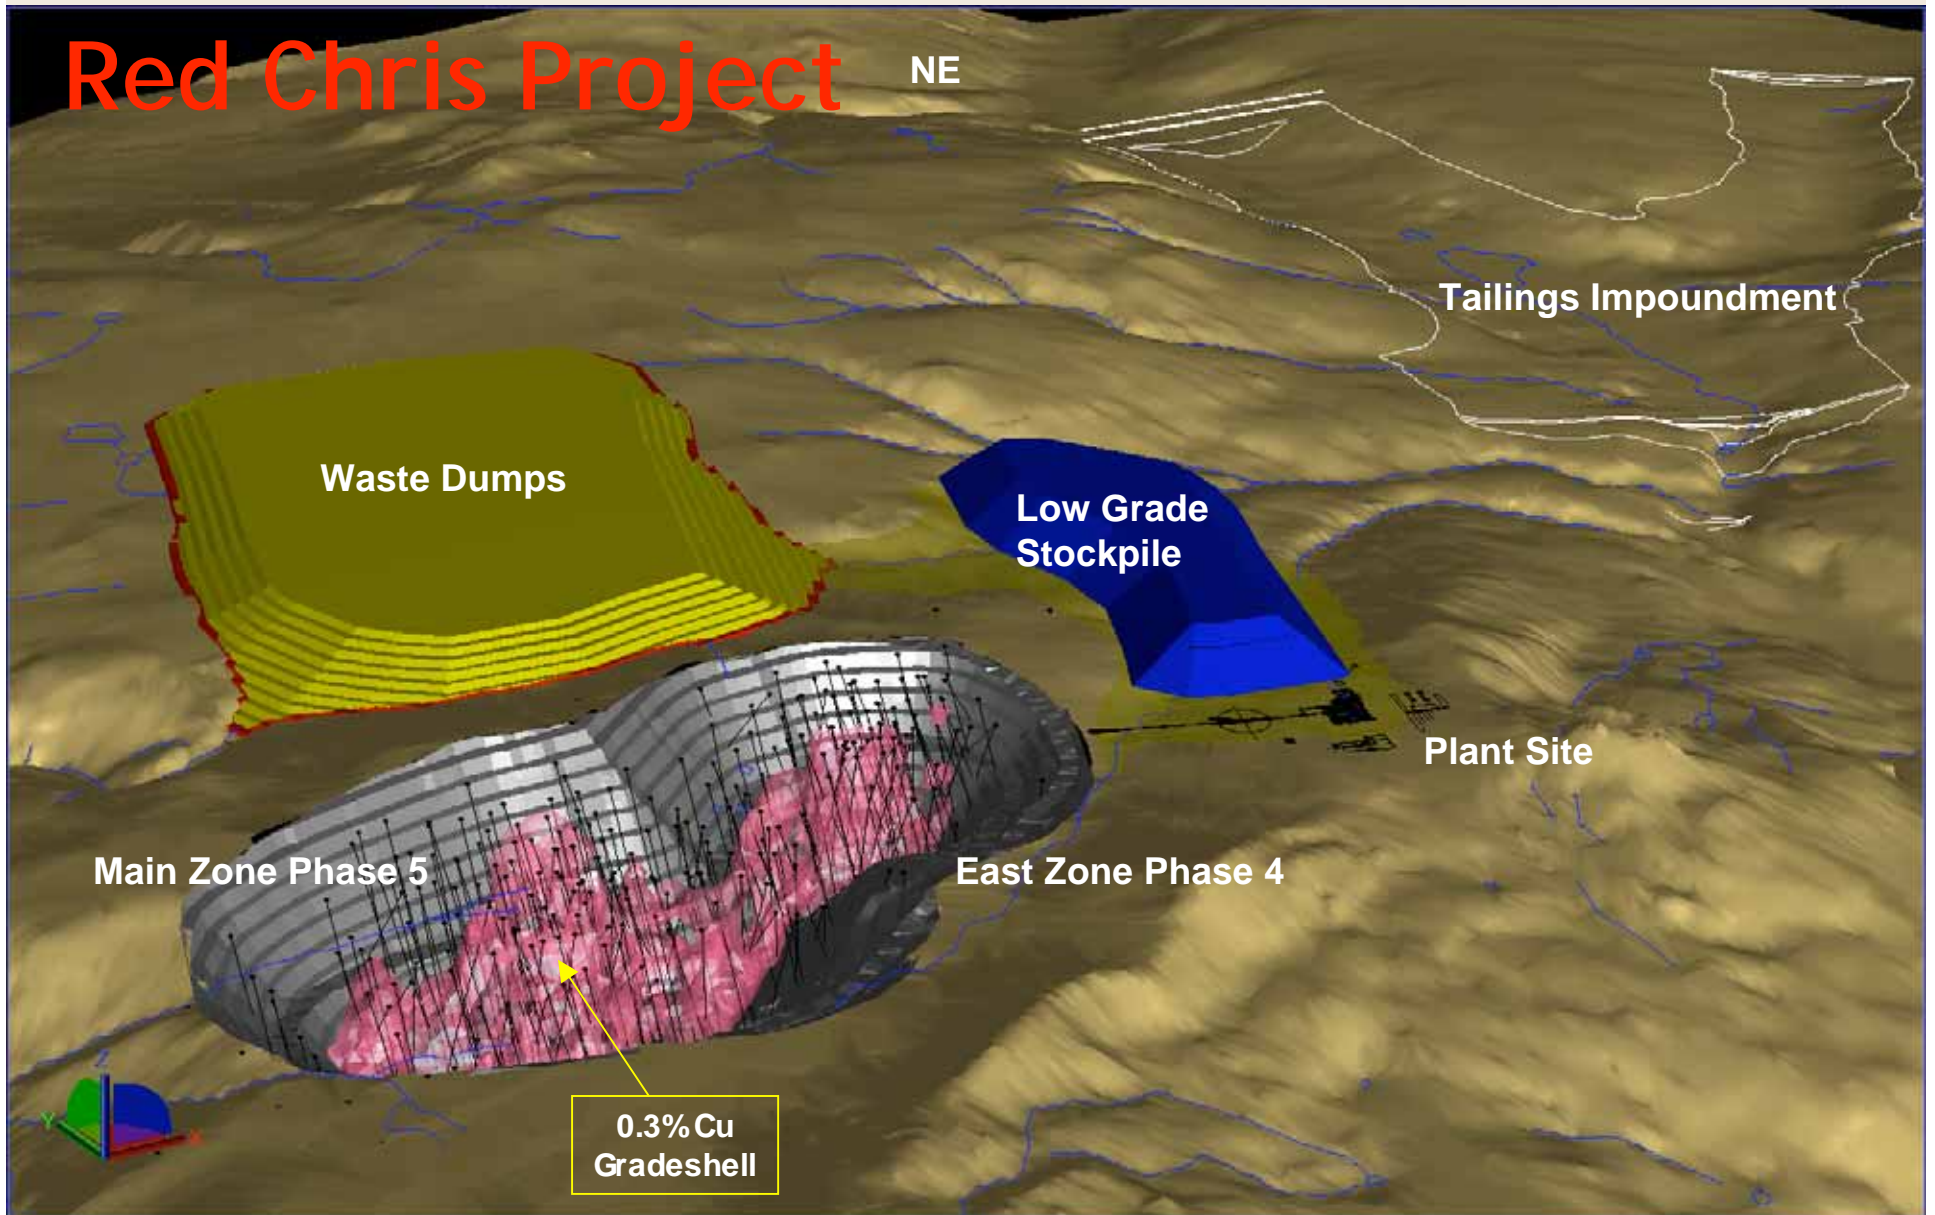 Red Chris Project
NE
Tailings Impoundment
Waste Dumps
Low Grade
Stockpile
Plant Site
Main Zone Phase 5
East Zone Phase 4
0.3%Cu
Gradeshell
Z
Y
X